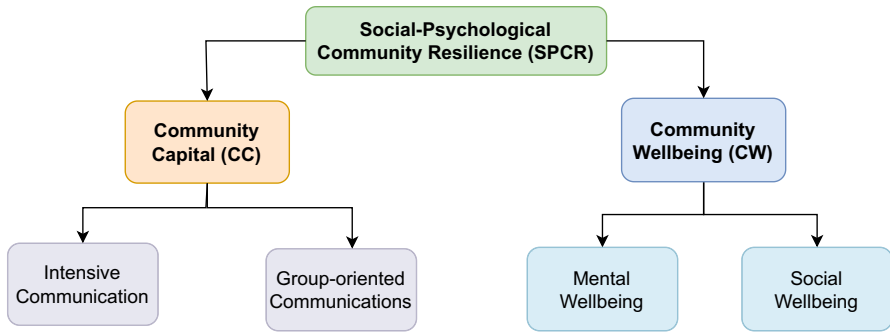 Social-Psychological
Community Resilience (SPCR)
Community
Capital (CC)
Community
Wellbeing (CW)
Intensive
Communication
Group-oriented
Communications
Mental
Wellbeing
Social
Wellbeing